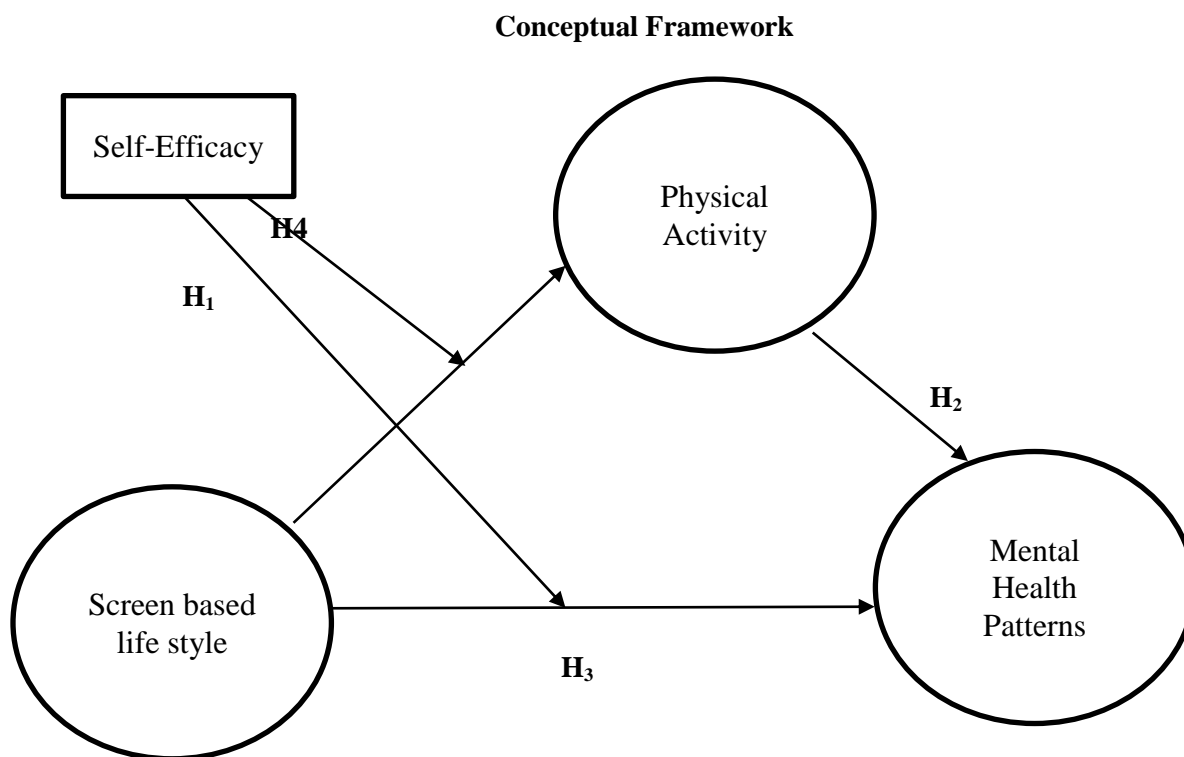 Conceptual Framework
Self-Efficacy
Physical
Activity
H4
H₁
H₂
Screen based
life style
Mental
Health
Patterns
H₃